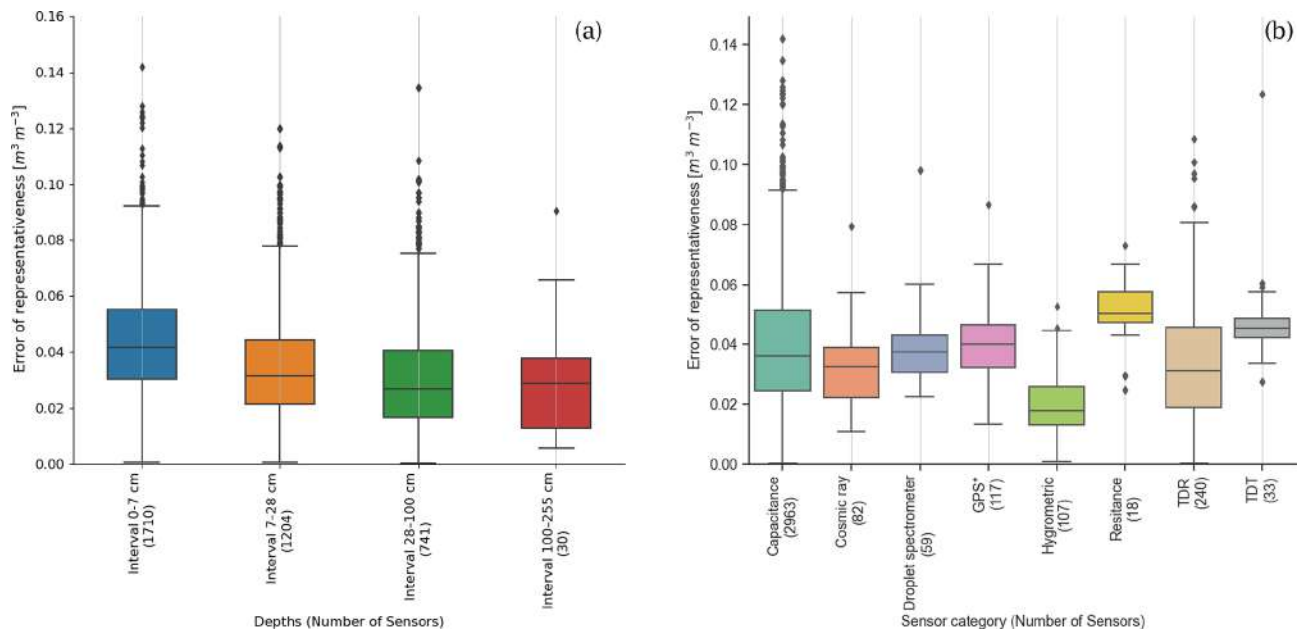 (a)
Error of representativeness [m³ m⁻³]
0.16
0.14
0.12
0.10
0.08
0.06
0.04
0.02
0.00
Interval 0-7 cm
(1710)
Interval 7-28 cm
(1204)
Interval 28-100 cm
(741)
Interval 100-255 cm
(30)
Depths (Number of Sensors)
(b)
Error of representativeness [m³ m⁻³]
0.14
0.12
0.10
0.08
0.06
0.04
0.02
0.00
Capacitance
(2963)
Cosmic ray
(82)
Droplet spectrometer
(59)
GPS⁺
(117)
Hygrometric
(107)
Resitance
(18)
TDR
(240)
TDT
(33)
Sensor category (Number of Sensors)